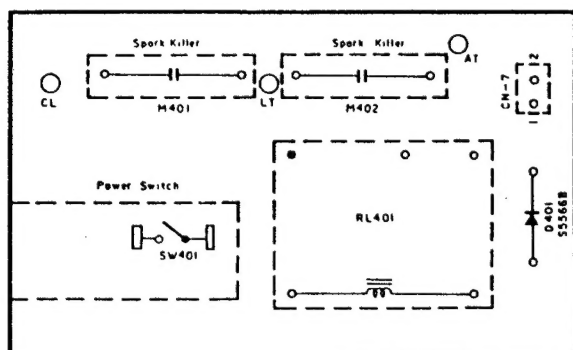 Spark Killer
Spark Killer
AT
CL
M401
LT
M402
CN-7
1 2
Power Switch
SW401
RL401
D401
S5566B